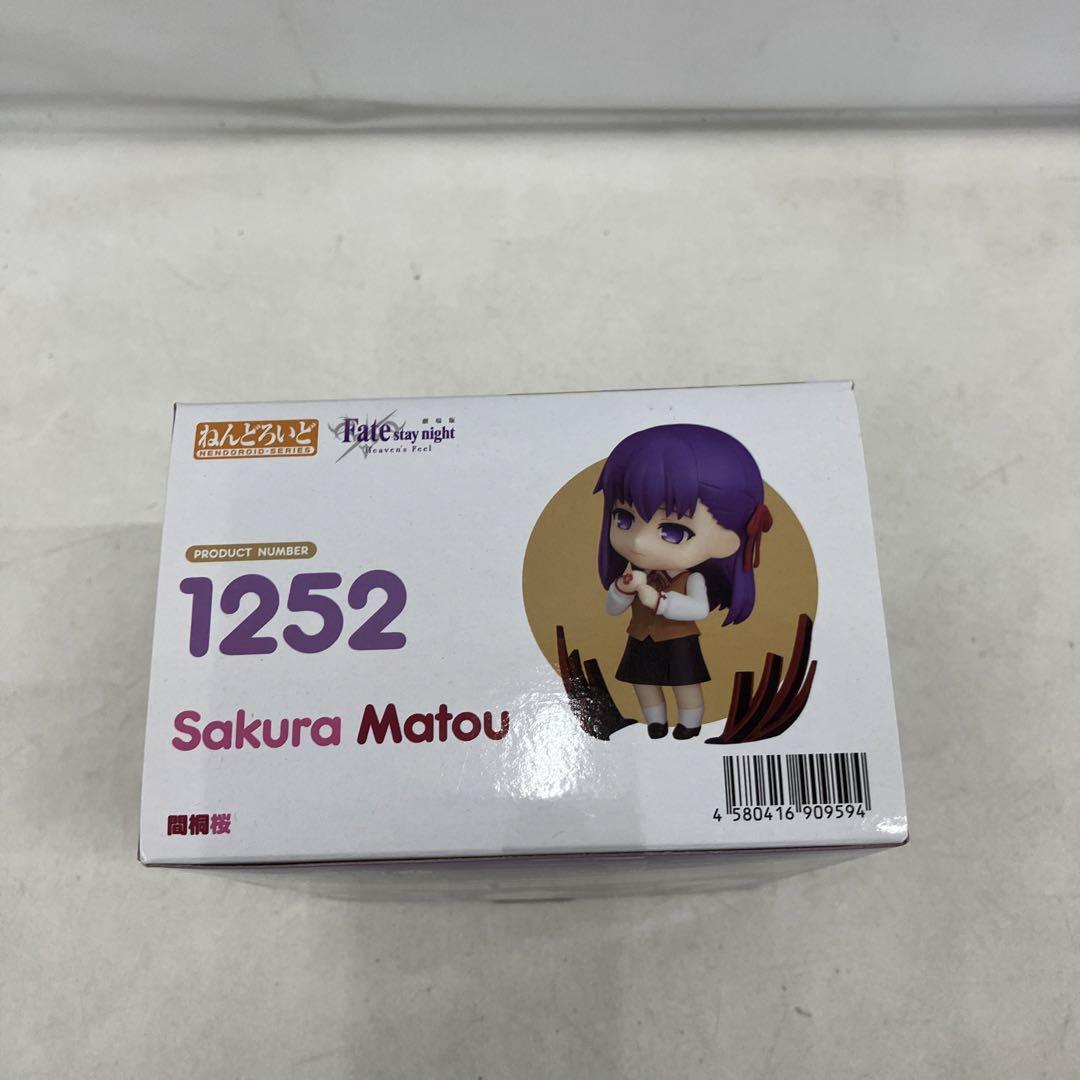 ねんどろいど
NENDOROID・SERIES
劇場版
Fate stay night
Heaven's Feel
PRODUCT NUMBER
1252
Sakura Matou
間桐桜
4 580416 909594